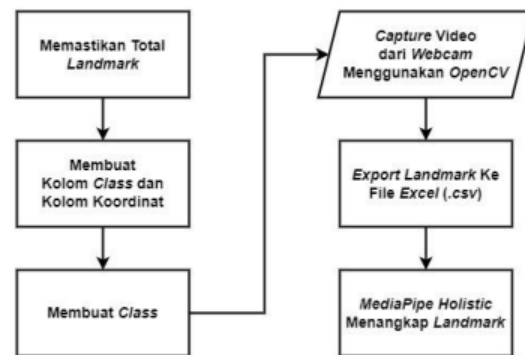 Memastikan Total
Landmark
Membuat
Kolom Class dan
Kolom Koordinat
Membuat Class
Capture Video
dari Webcam
Menggunakan OpenCV
Export Landmark Ke
File Excel (.csv)
MediaPipe Holistic
Menangkap Landmark